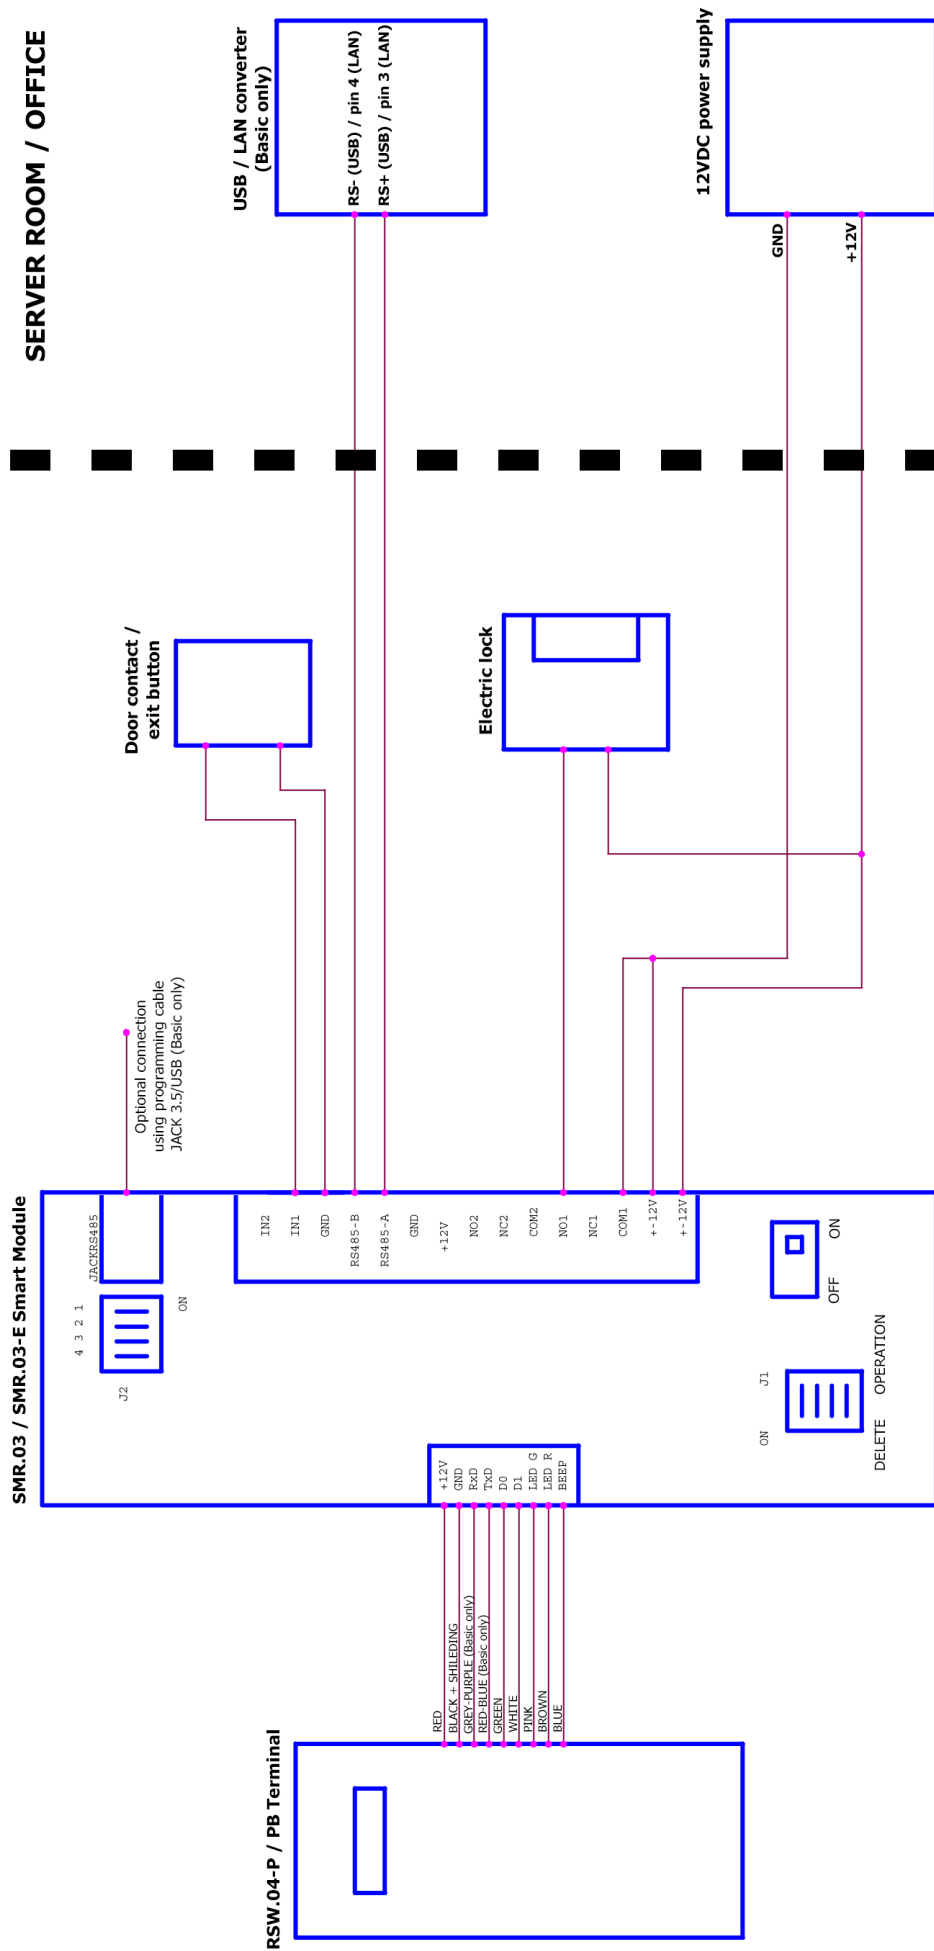 SERVER ROOM / OFFICE
USB / LAN converter
(Basic only)
RS- (USB) / pin 4 (LAN)
RS+ (USB) / pin 3 (LAN)
12VDC power supply
GND
+12V
Door contact /
exit button
Electric lock
Optional connection
using programming cable
JACK 3.5/USB (Basic only)
SMR.03 / SMR.03-E Smart Module
JACKRS485
4 3 2 1
ON
J2
IN2
IN1
GND
RS485-B
RS485-A
GND
+12V
NO2
NC2
COM2
NO1
NC1
COM1
+-12V
+-12V
OFF
ON
J1
ON
DELETE
OPERATION
+12V
GND
RxD
TxD
D0
D1
LED G
LED R
BEEP
RED
BLACK + SHILEDING
GREY-PURPLE (Basic only)
RED-BLUE (Basic only)
GREEN
WHITE
PINK
BROWN
BLUE
RSW.04-P / PB Terminal